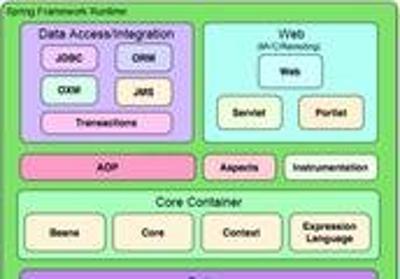 Spring Framework Runtime
Data Access/Integration
Web
(MVC/Remoting)
JDBC
ORM
Web
OXM
JMS
Servlet
Portlet
Transactions
AOP
Aspects
Instrumentation
Core Container
Beans
Core
Context
Expression
Language